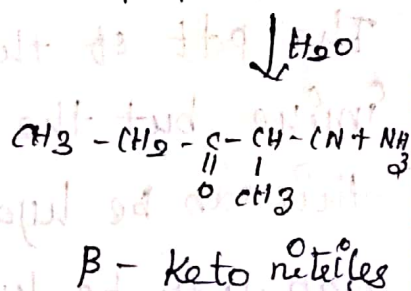 H2O
CH3 - CH2 - C - CH - CN + NH3
|| |
O CH3
β - Keto nitriles